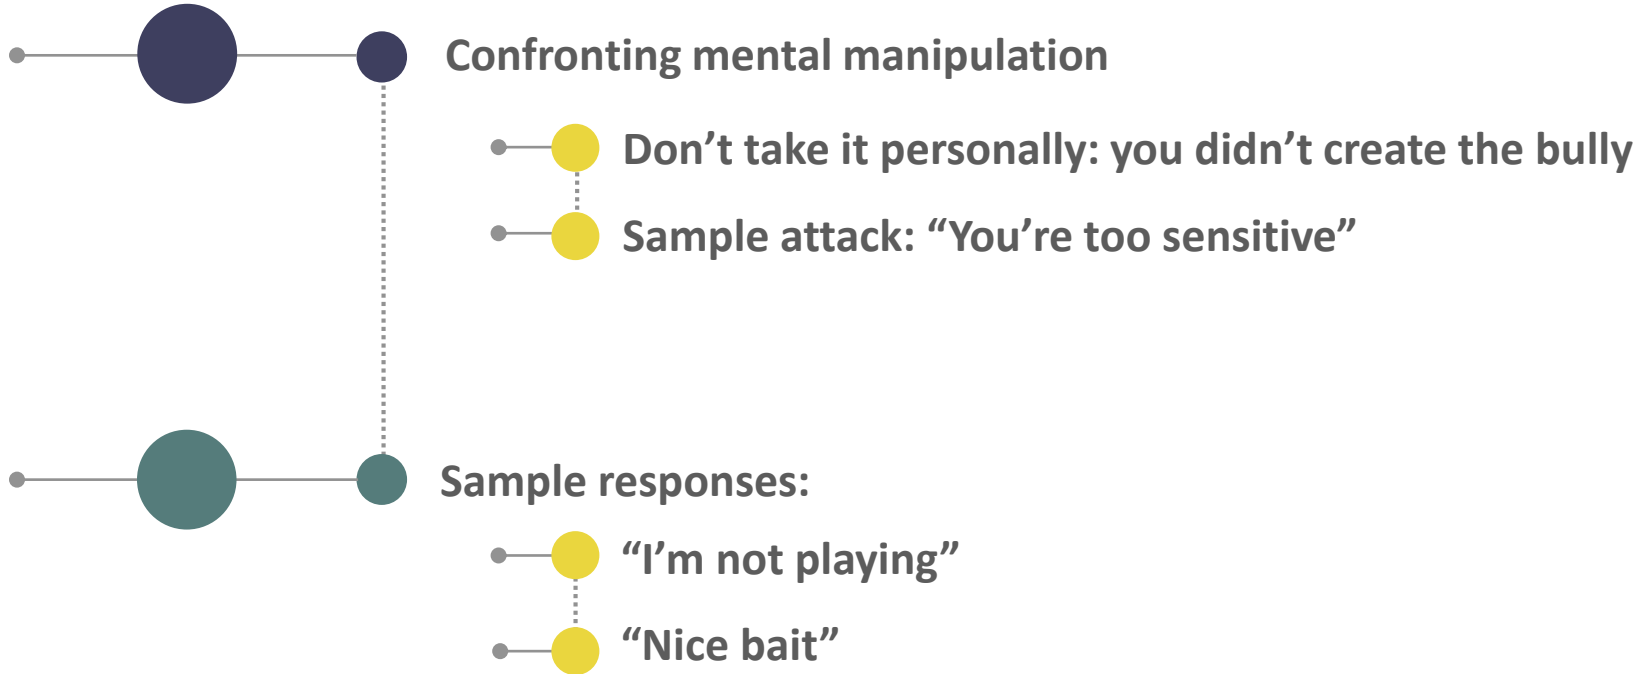 Confronting mental manipulation
Don’t take it personally: you didn’t create the bully
Sample attack: “You’re too sensitive”
Sample responses:
“I’m not playing”
“Nice bait”